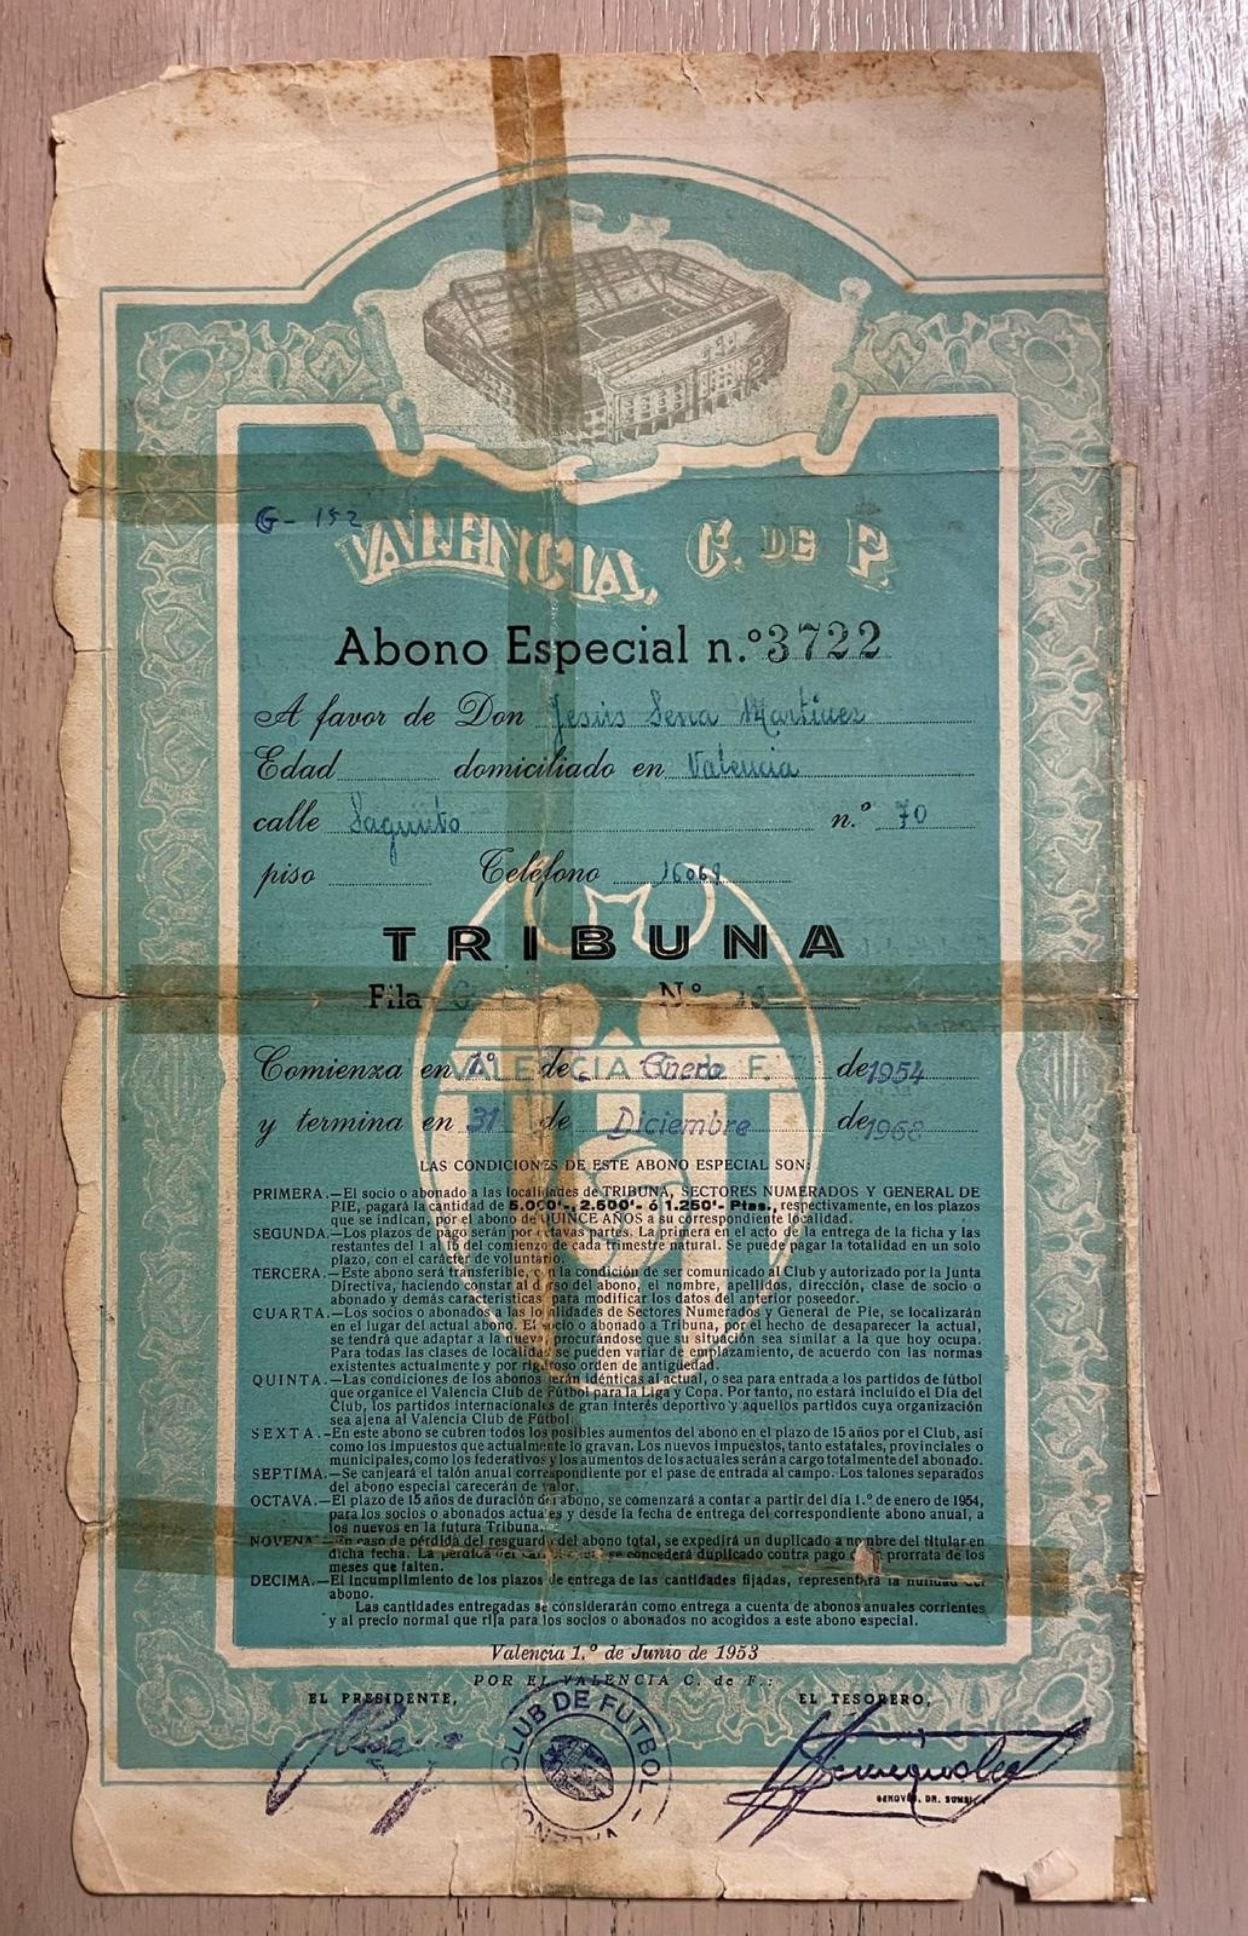 G-152
VALENCIA, C. DE F.
Abono Especial n.º 3722
A favor de Don Jesús Serra Martinez
Edad domiciliado en Valencia
calle Sagunto n.º 70
piso Teléfono 16069
TRIBUNA
Fila G Nº 15
VALENCIA C. de F.
Comienza en 1º de Enero de 1954
y termina en 31 de Diciembre de 1968
LAS CONDICIONES DE ESTE ABONO ESPECIAL SON:
PRIMERA.—El socio o abonado a las localidades de TRIBUNA, SECTORES NUMERADOS Y GENERAL DE
PIE, pagará la cantidad de 5.000'-, 2.500'- ó 1.250'- Ptas., respectivamente, en los plazos
que se indican, por el abono de QUINCE AÑOS a su correspondiente localidad.
SEGUNDA.—Los plazos de pago serán por octavas partes. La primera en el acto de la entrega de la ficha y las
restantes del 1 al 15 del comienzo de cada trimestre natural. Se puede pagar la totalidad en un solo
plazo, con el carácter de voluntario.
TERCERA.—Este abono será transferible, con la condición de ser comunicado al Club y autorizado por la Junta
Directiva, haciendo constar al dorso del abono, el nombre, apellidos, dirección, clase de socio o
abonado y demás características para modificar los datos del anterior poseedor.
CUARTA.—Los socios o abonados a las localidades de Sectores Numerados y General de Pie, se localizarán
en el lugar del actual abono. El socio o abonado a Tribuna, por el hecho de desaparecer la actual,
se tendrá que adaptar a la nueva, procurándose que su situación sea similar a la que hoy ocupa.
Para todas las clases de localidad se pueden variar de emplazamiento, de acuerdo con las normas
existentes actualmente y por riguroso orden de antigüedad.
QUINTA.—Las condiciones de los abonos serán idénticas al actual, o sea para entrada a los partidos de fútbol
que organice el Valencia Club de Fútbol para la Liga y Copa. Por tanto, no estará incluído el Día del
Club, los partidos internacionales de gran interés deportivo y aquellos partidos cuya organización
sea ajena al Valencia Club de Fútbol.
SEXTA.-En este abono se cubren todos los posibles aumentos del abono en el plazo de 15 años por el Club, así
como los impuestos que actualmente lo gravan. Los nuevos impuestos, tanto estatales, provinciales o
municipales, como los federativos y los aumentos de los actuales serán a cargo totalmente del abonado.
SEPTIMA.—Se canjeará el talón anual correspondiente por el pase de entrada al campo. Los talones separados
del abono especial carecerán de valor.
OCTAVA.—El plazo de 15 años de duración del abono, se comenzará a contar a partir del día 1.º de enero de 1954,
para los socios o abonados actuales y desde la fecha de entrega del correspondiente abono anual, a
los nuevos en la futura Tribuna.
NOVENA.—En caso de pérdida del resguardo del abono total, se expedirá un duplicado a nombre del titular en
dicha fecha. La pérdida del se concederá duplicado contra pago prorrata de los
meses que falten.
DECIMA.—El incumplimiento de los plazos de entrega de las cantidades fijadas, representará la nulidad del
abono.
Las cantidades entregadas se considerarán como entrega a cuenta de abonos anuales corrientes
y al precio normal que rija para los socios o abonados no acogidos a este abono especial.
Valencia 1.º de Junio de 1953
POR EL VALENCIA C. de F.:
EL PRESIDENTE, EL TESORERO,
CLUB DE FUTBOL
VALENCIA